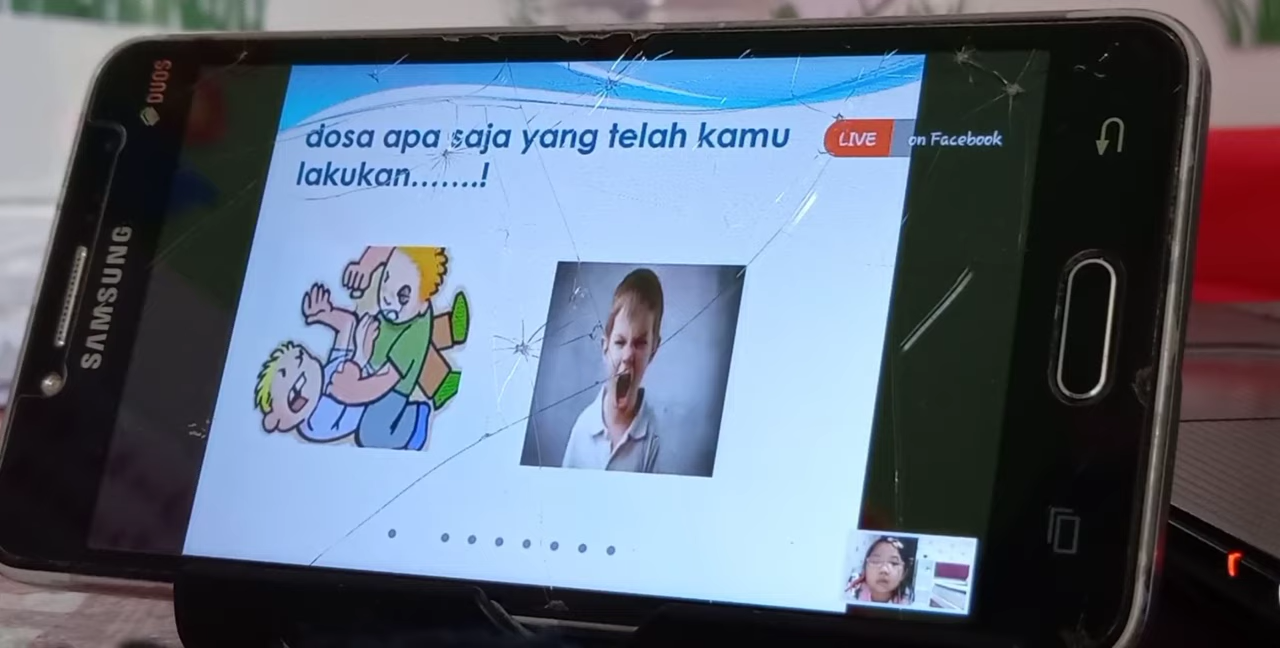 DUOS
SAMSUNG
dosa apa saja yang telah kamu
lakukan.......!
LIVE on Facebook